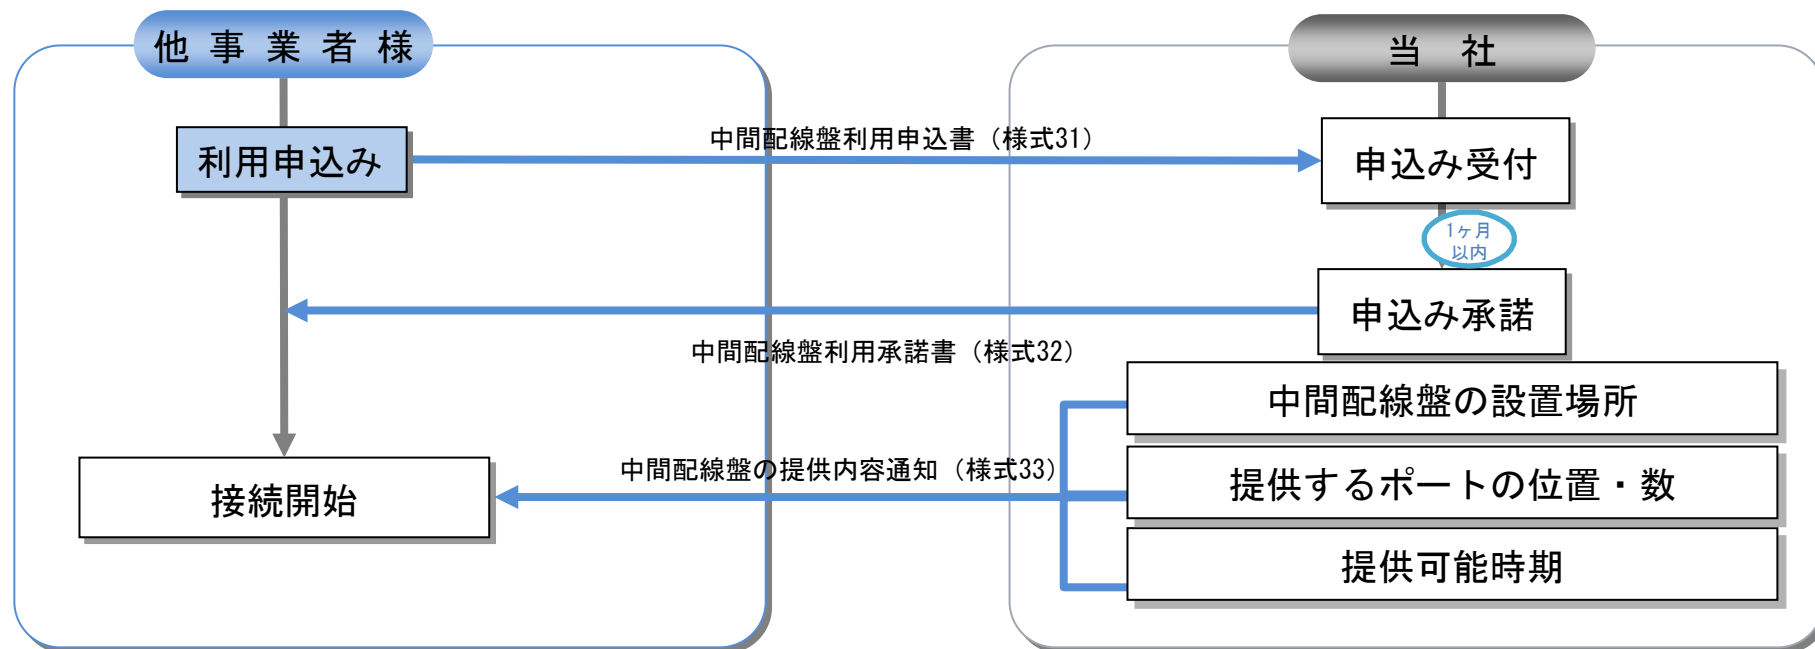 他事業者様
当社
利用申込み
中間配線盤利用申込書（様式31）
申込み受付
1ヶ月
以内
申込み承諾
中間配線盤利用承諾書（様式32）
中間配線盤の設置場所
中間配線盤の提供内容通知（様式33）
提供するポートの位置・数
接続開始
提供可能時期